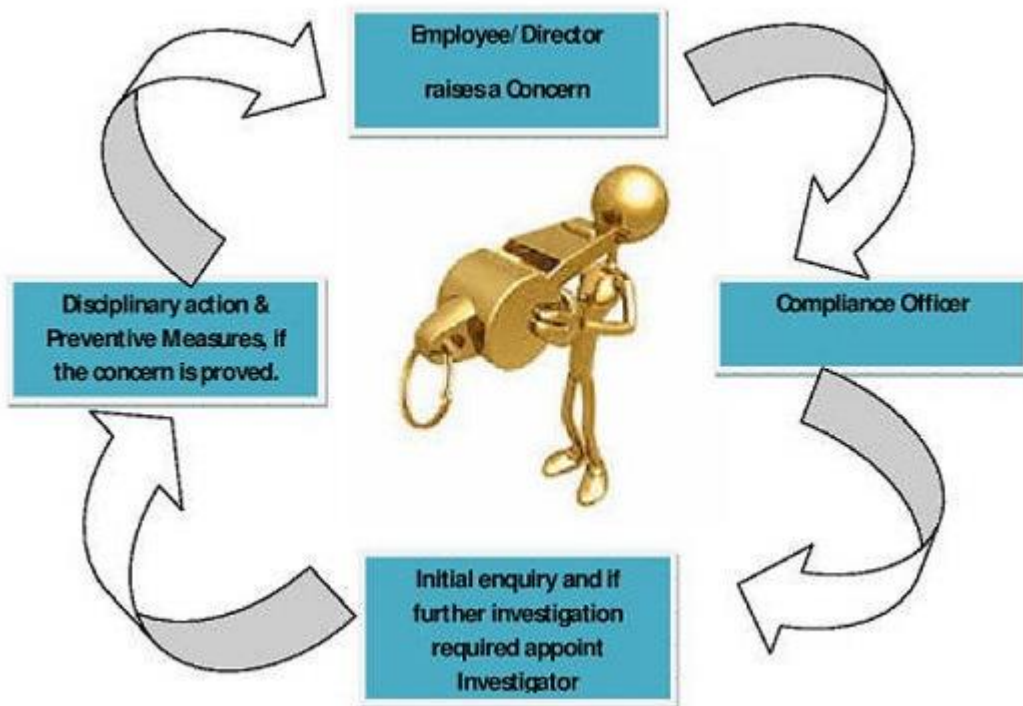 Employee/ Director
raises a Concern
Compliance Officer
Initial enquiry and if
further investigation
required appoint
Investigator
Disciplinary action &
Preventive Measures, if
the concern is proved.